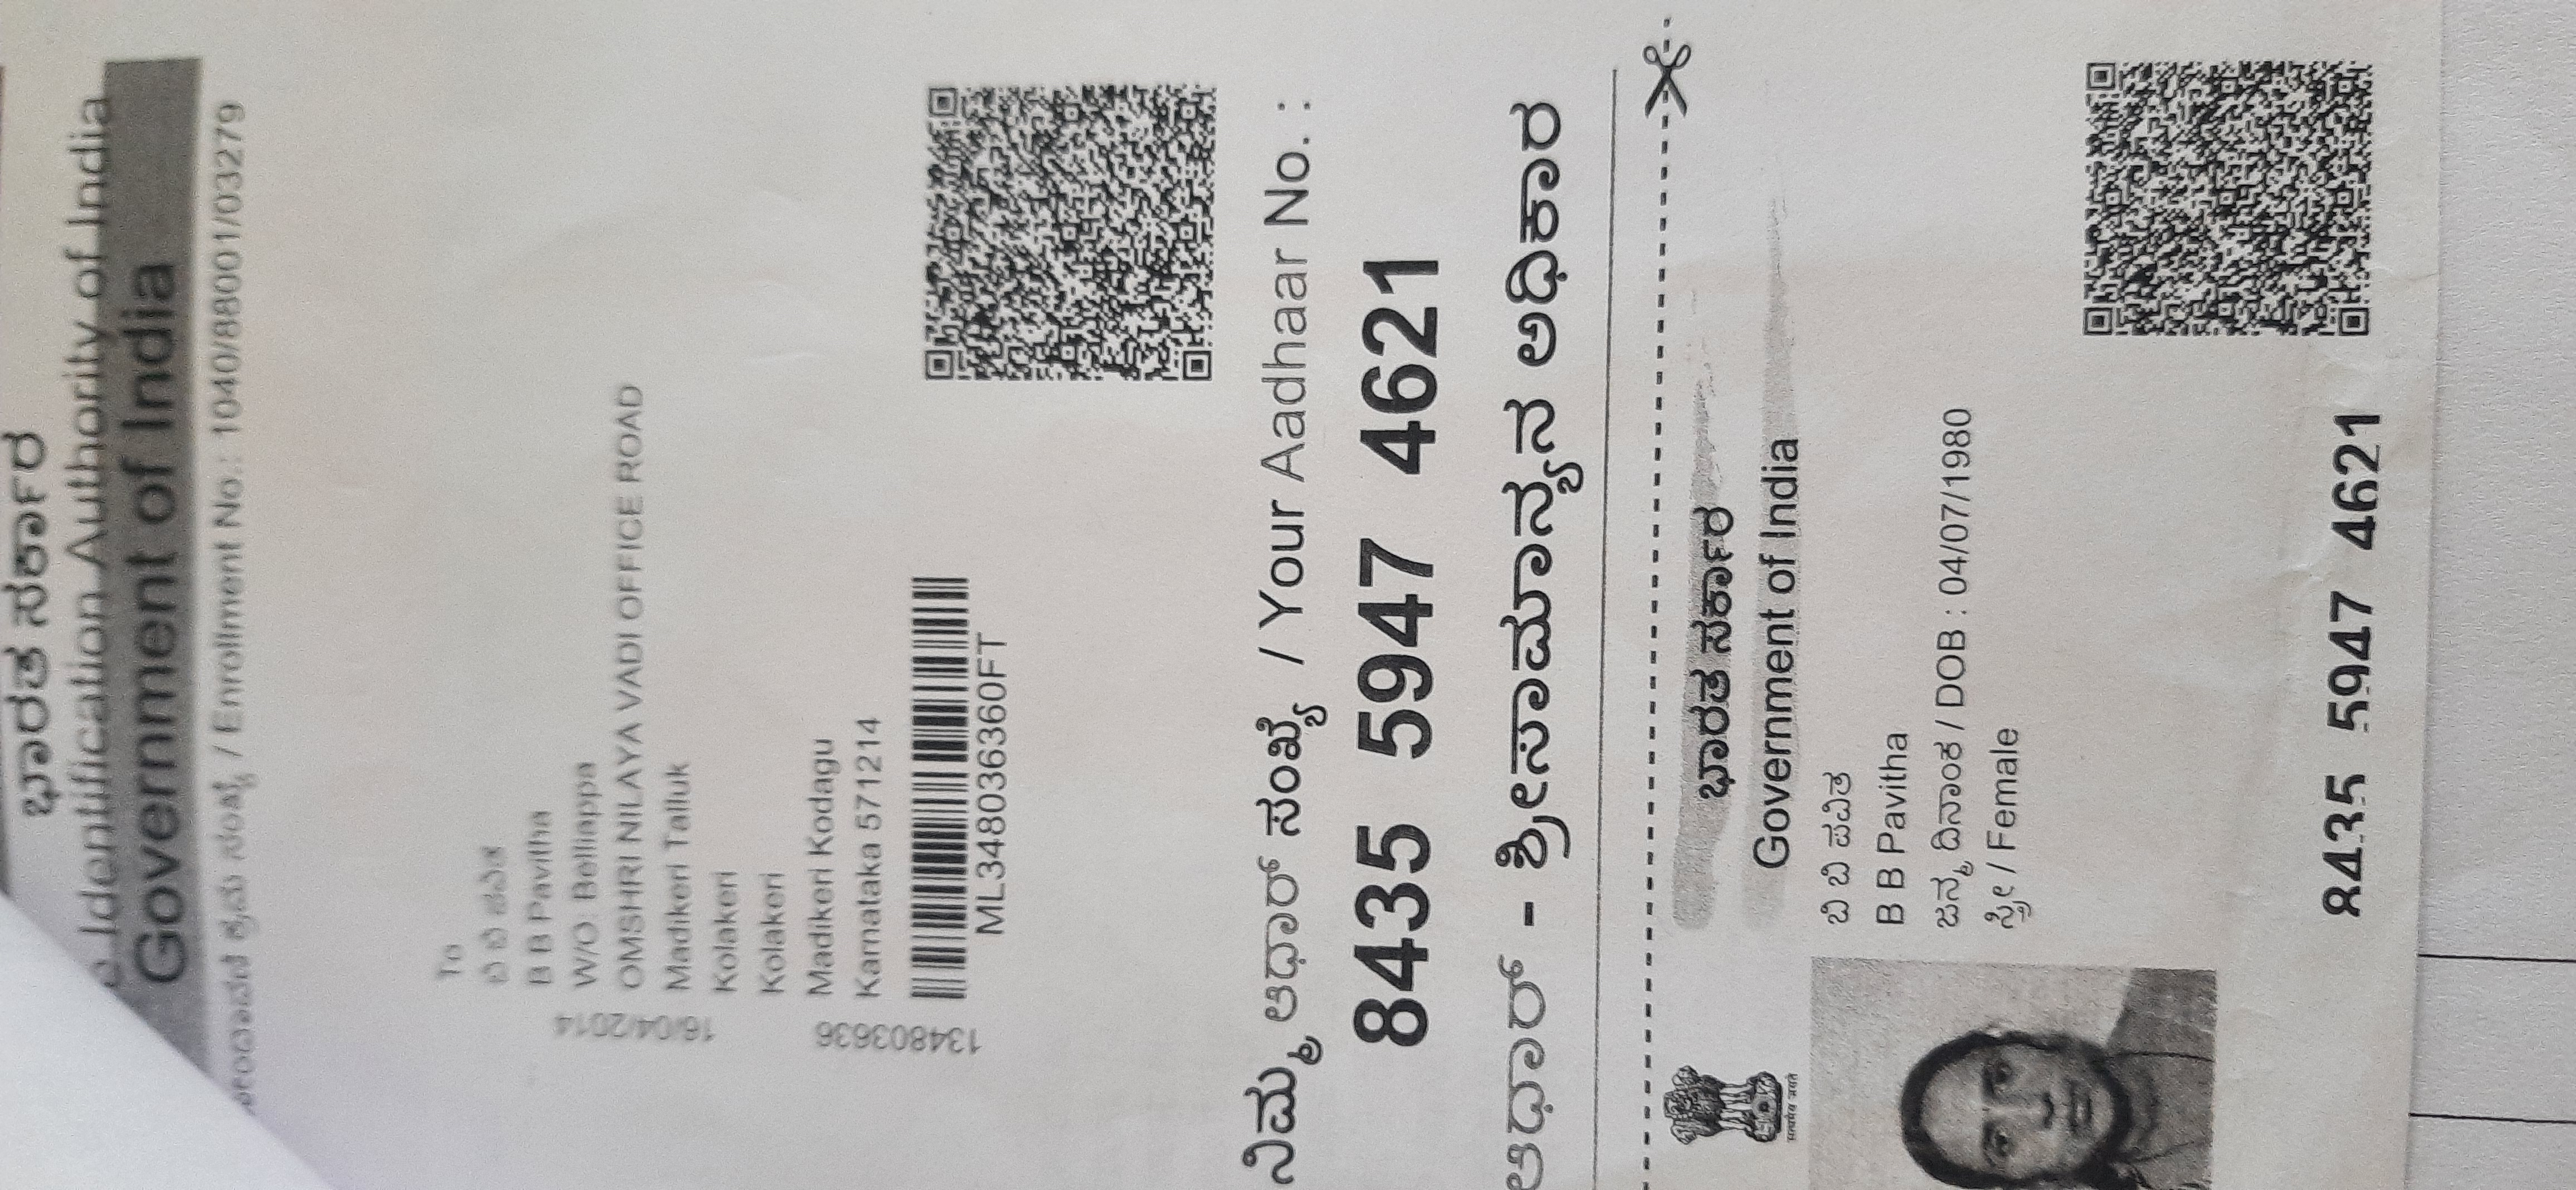 ಭಾರತ ಸರ್ಕಾರ
Identification Authority of India
Government of India
ಸಂಖ್ಯೆ / Enrollment No.: 1040/88001/03279
To
ಬಿ ಬಿ ಪವಿತ
B B Pavitha
W/O: Belliappa
OMSHRI NILAYA VADI OFFICE ROAD
Madikeri Talluk
Kolakeri
Kolakeri
Madikeri Kodagu
Karnataka 571214
16/04/2014
134803636
ML348036360FT
ನಿಮ್ಮ ಆಧಾರ್ ಸಂಖ್ಯೆ / Your Aadhaar No. :
8435 5947 4621
ಆಧಾರ್ - ಶ್ರೀಸಾಮಾನ್ಯನ ಅಧಿಕಾರ
ಭಾರತ ಸರ್ಕಾರ
Government of India
सत्यमेव जयते
ಬಿ ಬಿ ಪವಿತ
B B Pavitha
ಜನ್ಮ ದಿನಾಂಕ / DOB : 04/07/1980
ಸ್ತ್ರೀ / Female
8435 5947 4621